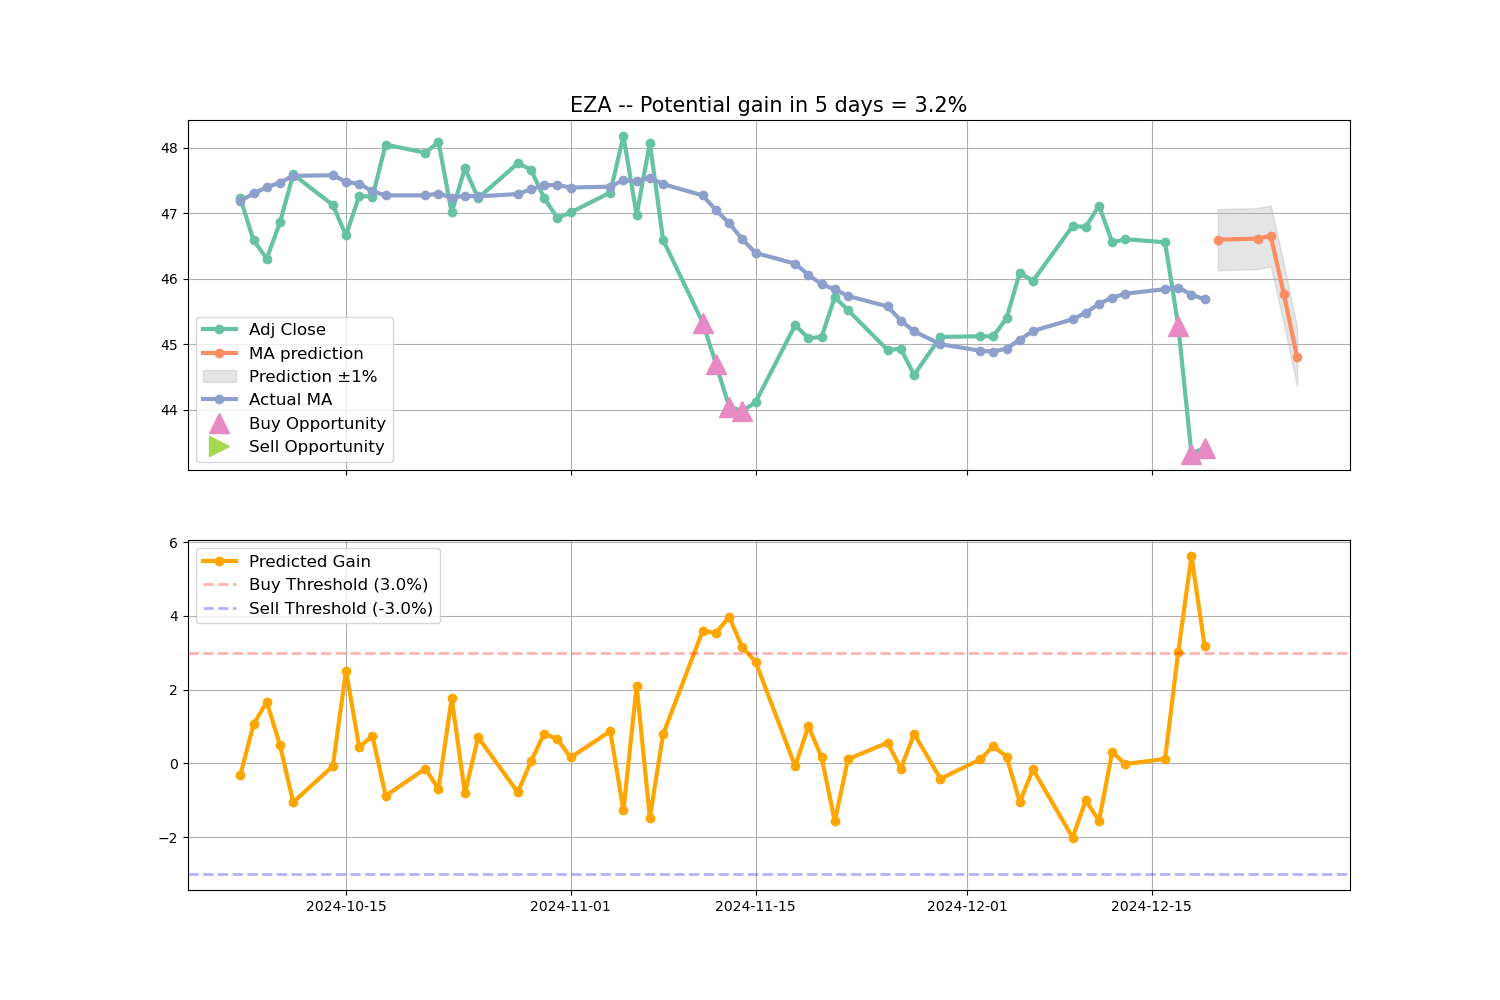 EZA -- Potential gain in 5 days = 3.2%
48
47
46
45
44
Adj Close
MA prediction
Prediction ±1%
Actual MA
Buy Opportunity
Sell Opportunity
6
4
2
0
−2
Predicted Gain
Buy Threshold (3.0%)
Sell Threshold (-3.0%)
2024-10-15
2024-11-01
2024-11-15
2024-12-01
2024-12-15